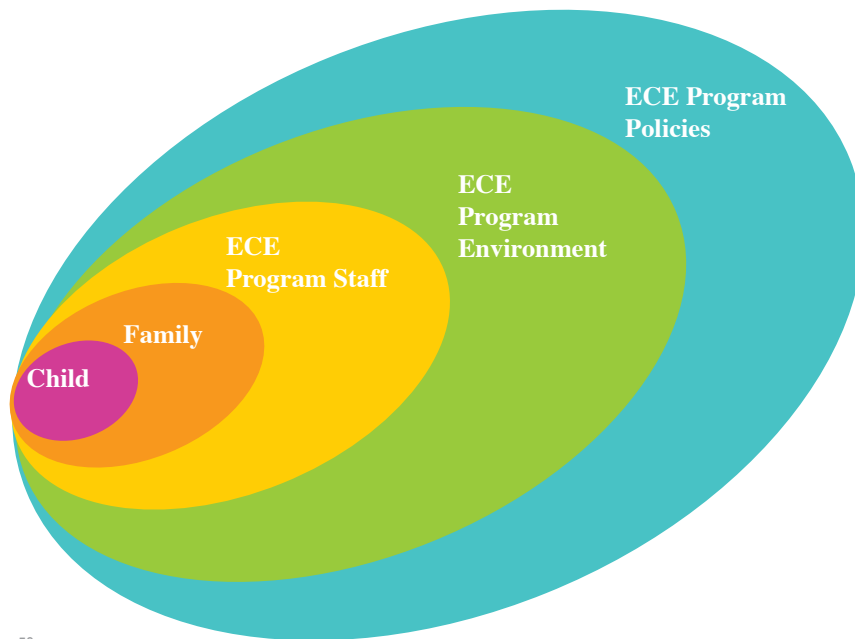 ECE Program
Policies
ECE
Program
Environment
ECE
Program Staff
Family
Child